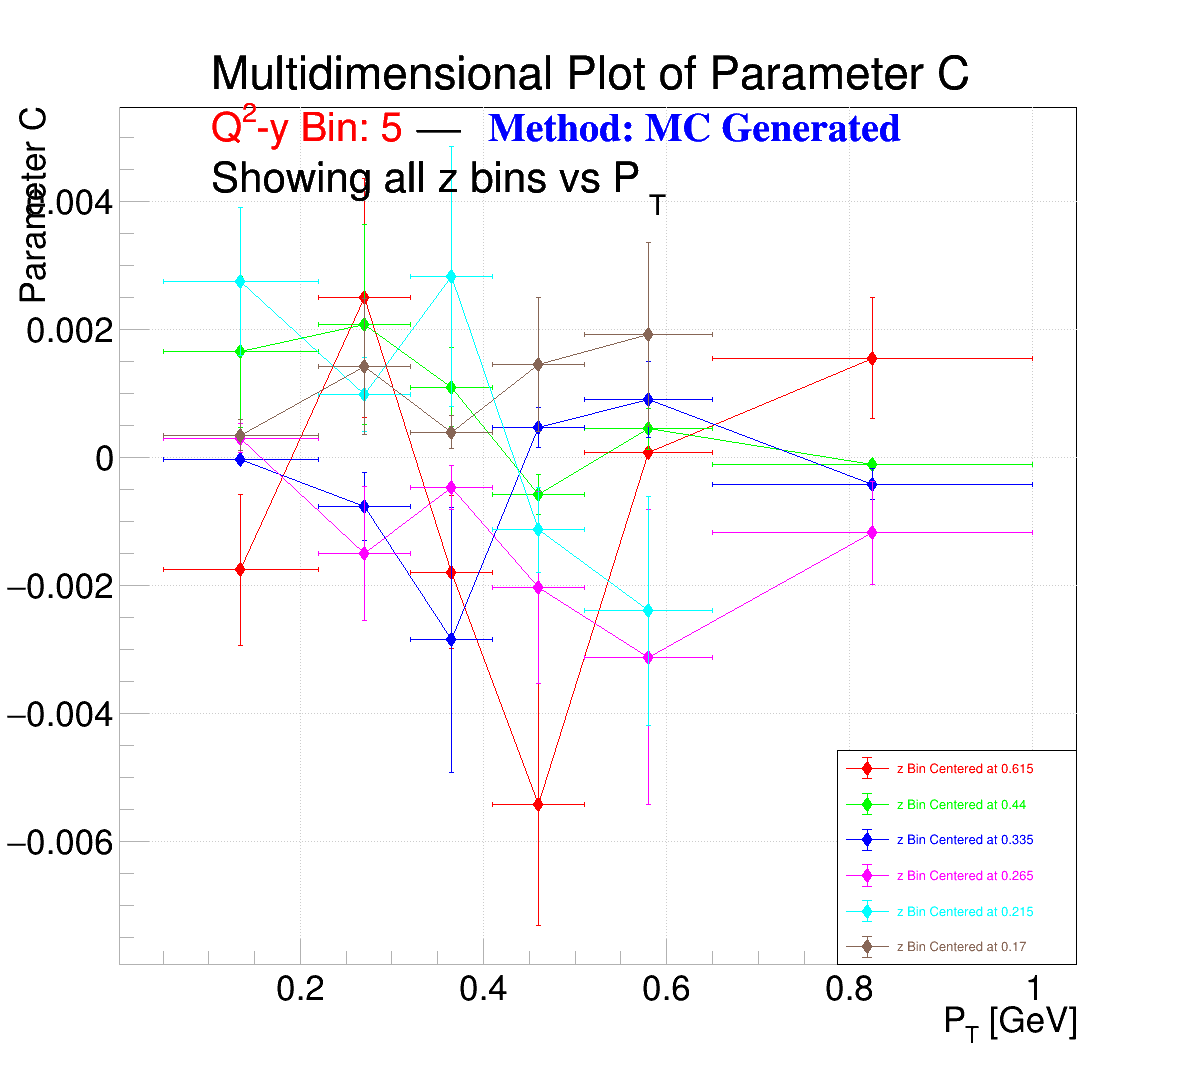 Multidimensional Plot of Parameter C
Q²-y Bin: 5 — Method: MC Generated
Showing all z bins vs P_T
Parameter C
0.004
0.002
0
−0.002
−0.004
−0.006
z Bin Centered at 0.615
z Bin Centered at 0.44
z Bin Centered at 0.335
z Bin Centered at 0.265
z Bin Centered at 0.215
z Bin Centered at 0.17
0.2 0.4 0.6 0.8 1
P_T [GeV]